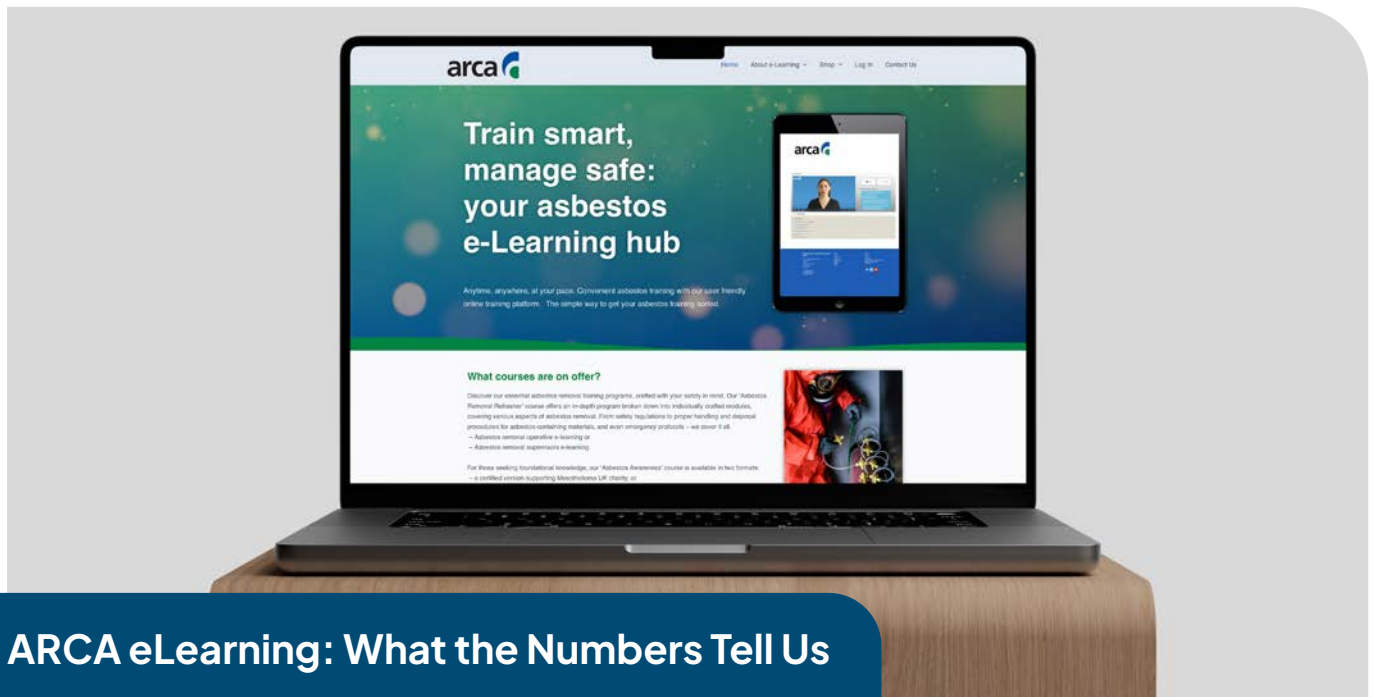 arca
Home About e-Learning Shop Log In Contact Us
Train smart,
manage safe:
your asbestos
e-Learning hub
arca
Anytime, anywhere, at your pace. Convenient asbestos training with our user friendly
online training platform. The simple way to get your asbestos training sorted.
What courses are on offer?
Discover our essential asbestos removal training programs, crafted with your safety in mind. Our 'Asbestos
Removal Refresher' course offers an in-depth program broken down into individually crafted modules,
covering various aspects of asbestos removal. From safety regulations to proper handling and disposal
procedures for asbestos-containing materials, and even emergency protocols – we cover it all.
– Asbestos removal operative e-learning or
– Asbestos removal supervisors e-learning
For those seeking foundational knowledge, our 'Asbestos Awareness' course is available in two formats:
– a certified version supporting Mesothelioma UK charity, or
ARCA eLearning: What the Numbers Tell Us